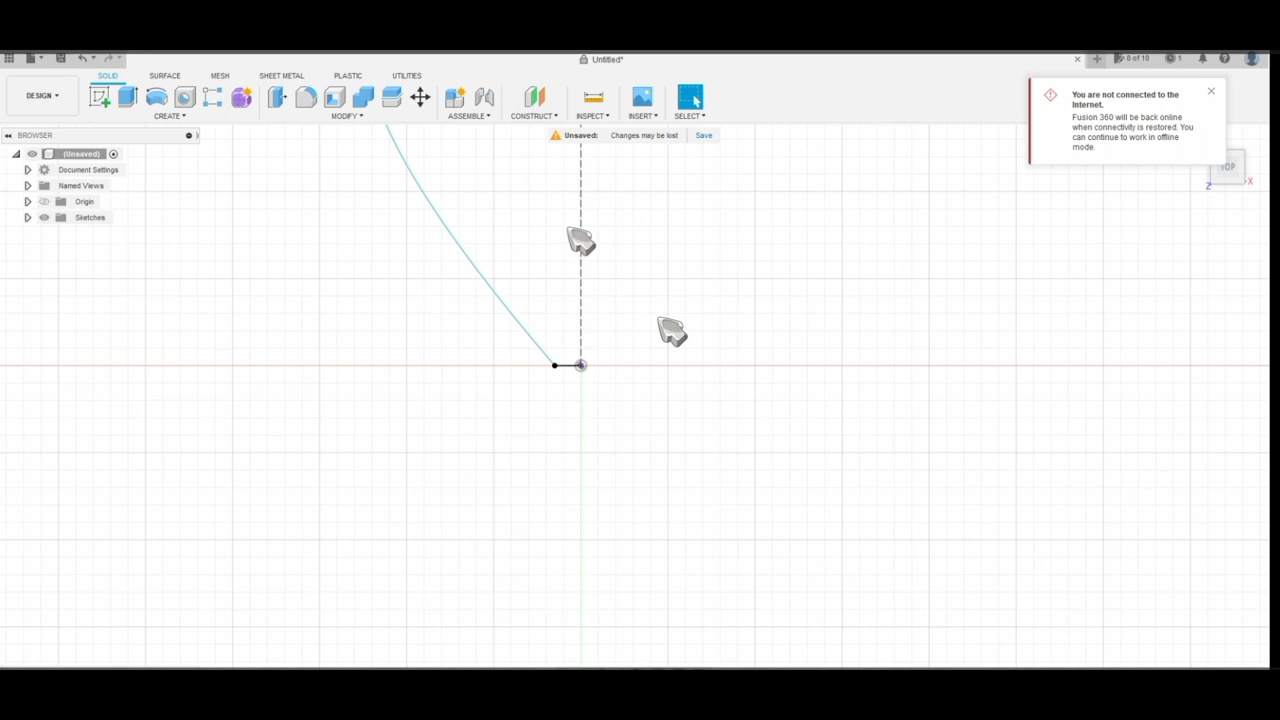 Untitled*
8 of 10
1
SOLID
SURFACE
MESH
SHEET METAL
PLASTIC
UTILITIES
DESIGN
CREATE
MODIFY
ASSEMBLE
CONSTRUCT
INSPECT
INSERT
SELECT
You are not connected to the
Internet.
Fusion 360 will be back online
when connectivity is restored. You
can continue to work in offline
mode.
BROWSER
Unsaved: Changes may be lost Save
(Unsaved)
Document Settings
Named Views
Origin
Sketches
TOP
X
Z